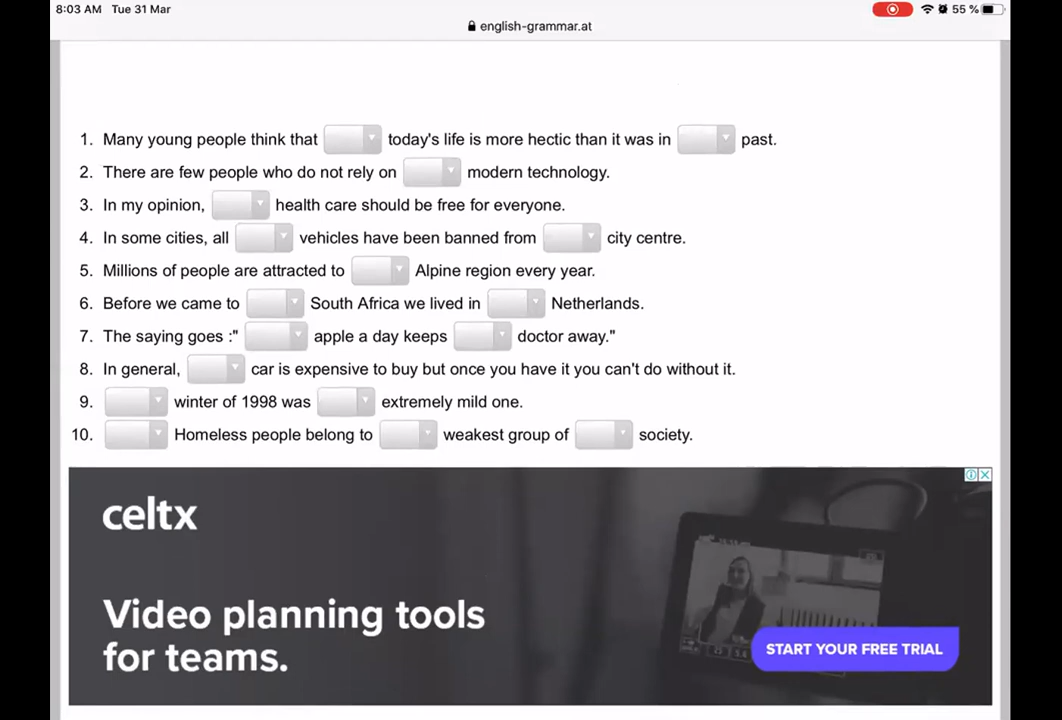 8:03 AM Tue 31 Mar
55 %
english-grammar.at
1. Many young people think that today's life is more hectic than it was in past.
2. There are few people who do not rely on modern technology.
3. In my opinion, health care should be free for everyone.
4. In some cities, all vehicles have been banned from city centre.
5. Millions of people are attracted to Alpine region every year.
6. Before we came to South Africa we lived in Netherlands.
7. The saying goes :" apple a day keeps doctor away."
8. In general, car is expensive to buy but once you have it you can't do without it.
9. winter of 1998 was extremely mild one.
10. Homeless people belong to weakest group of society.
celtx
Video planning tools
for teams.
START YOUR FREE TRIAL